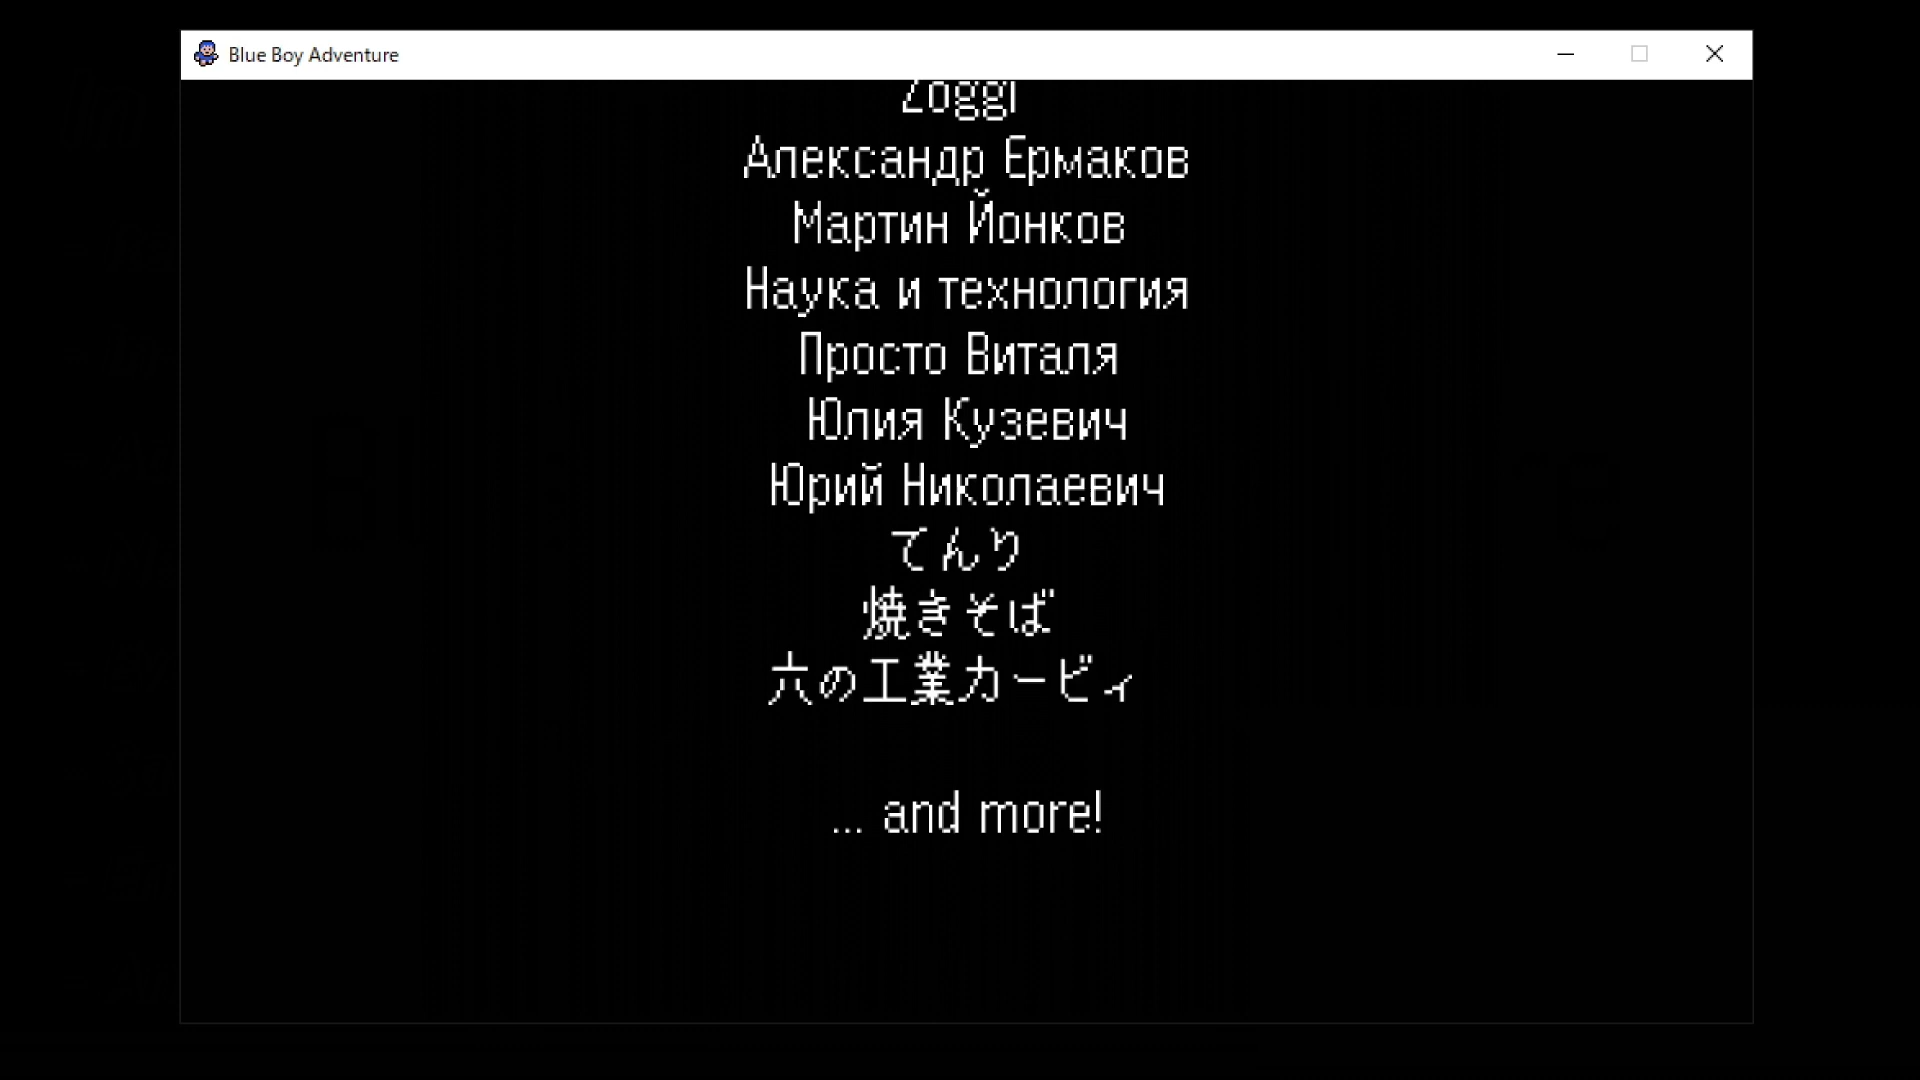 Blue Boy Adventure
Zoggi
Александр Ермаков
Мартин Йонков
Наука и технология
Просто Виталя
Юлия Кузевич
Юрий Николаевич
てんり
焼きそば
六の工業カービィ
... and more!